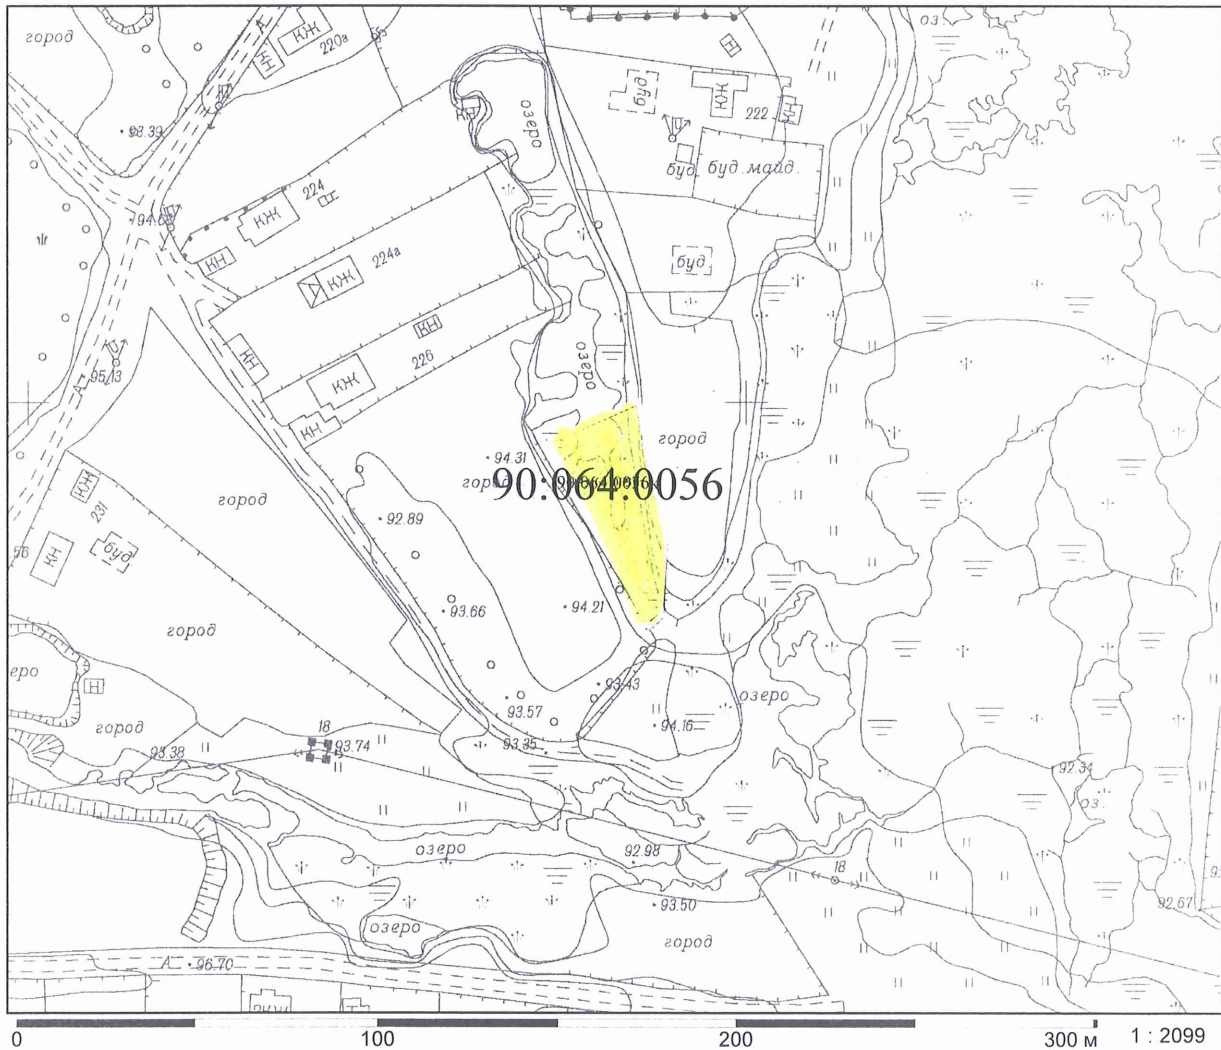 город
КЖ
220а
КН
оз.
93.39
КН
озеро
буд
КЖ
222
Н
буд
буд. майд.
94.6
224
КЖ
Н
КН
224а
КЖ
буд
КН
КН
226
КЖ
КН
озеро
95.13
А
город
94.31
город
90:064:0056
город
92.89
КЖ
231
буд
КН
56
94.21
93.66
город
93.43
озеро
93.57
94.16
еро
Н
город
18
93.74
93.38
93.35
92.34
оз.
озеро
92.98
18
93.50
92.67
озеро
город
А
96.70
0
100
200
300 м
1 : 2099